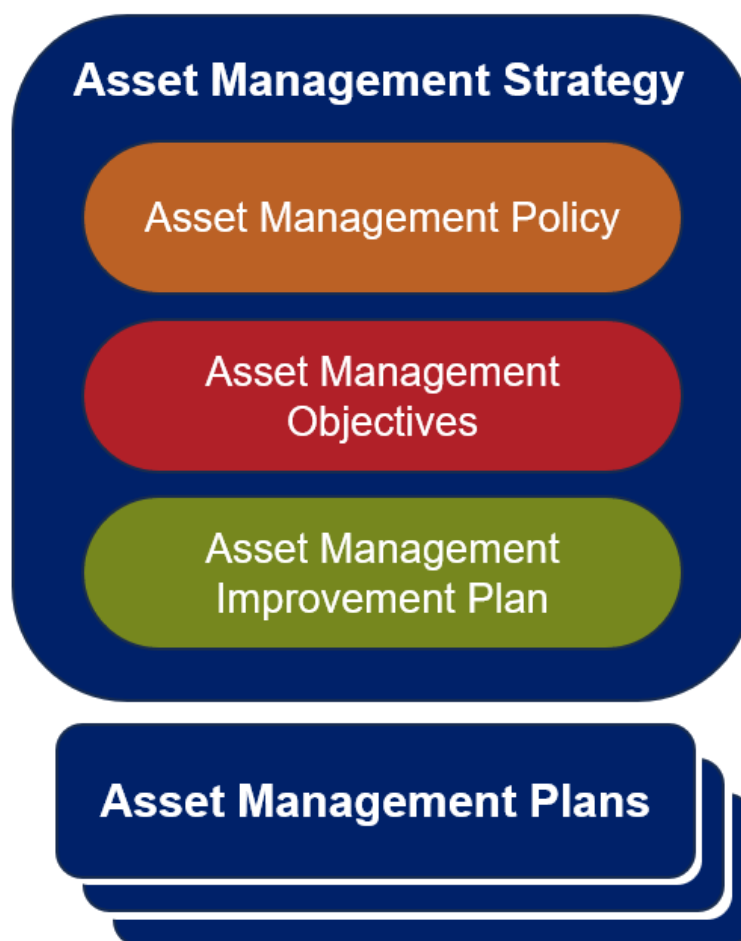 Asset Management Strategy
Asset Management Policy
Asset Management
Objectives
Asset Management
Improvement Plan
Asset Management Plans